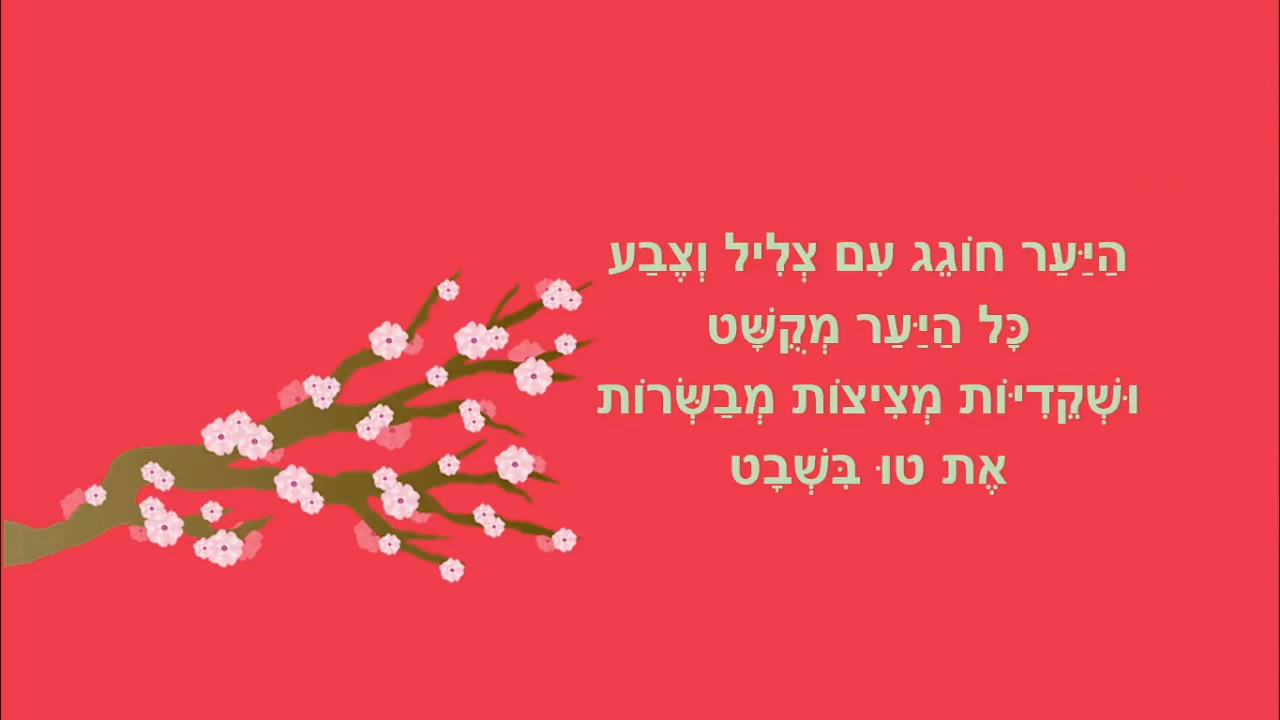 הַיַּעַר חוֹגֵג עִם צְלִיל וְצֶבַע
כָּל הַיַּעַר מְקֻשָּׁט
וּשְׁקֵדִיּוֹת מְצִיצוֹת מְבַשְּׂרוֹת
אֶת טוּ בִּשְׁבָט